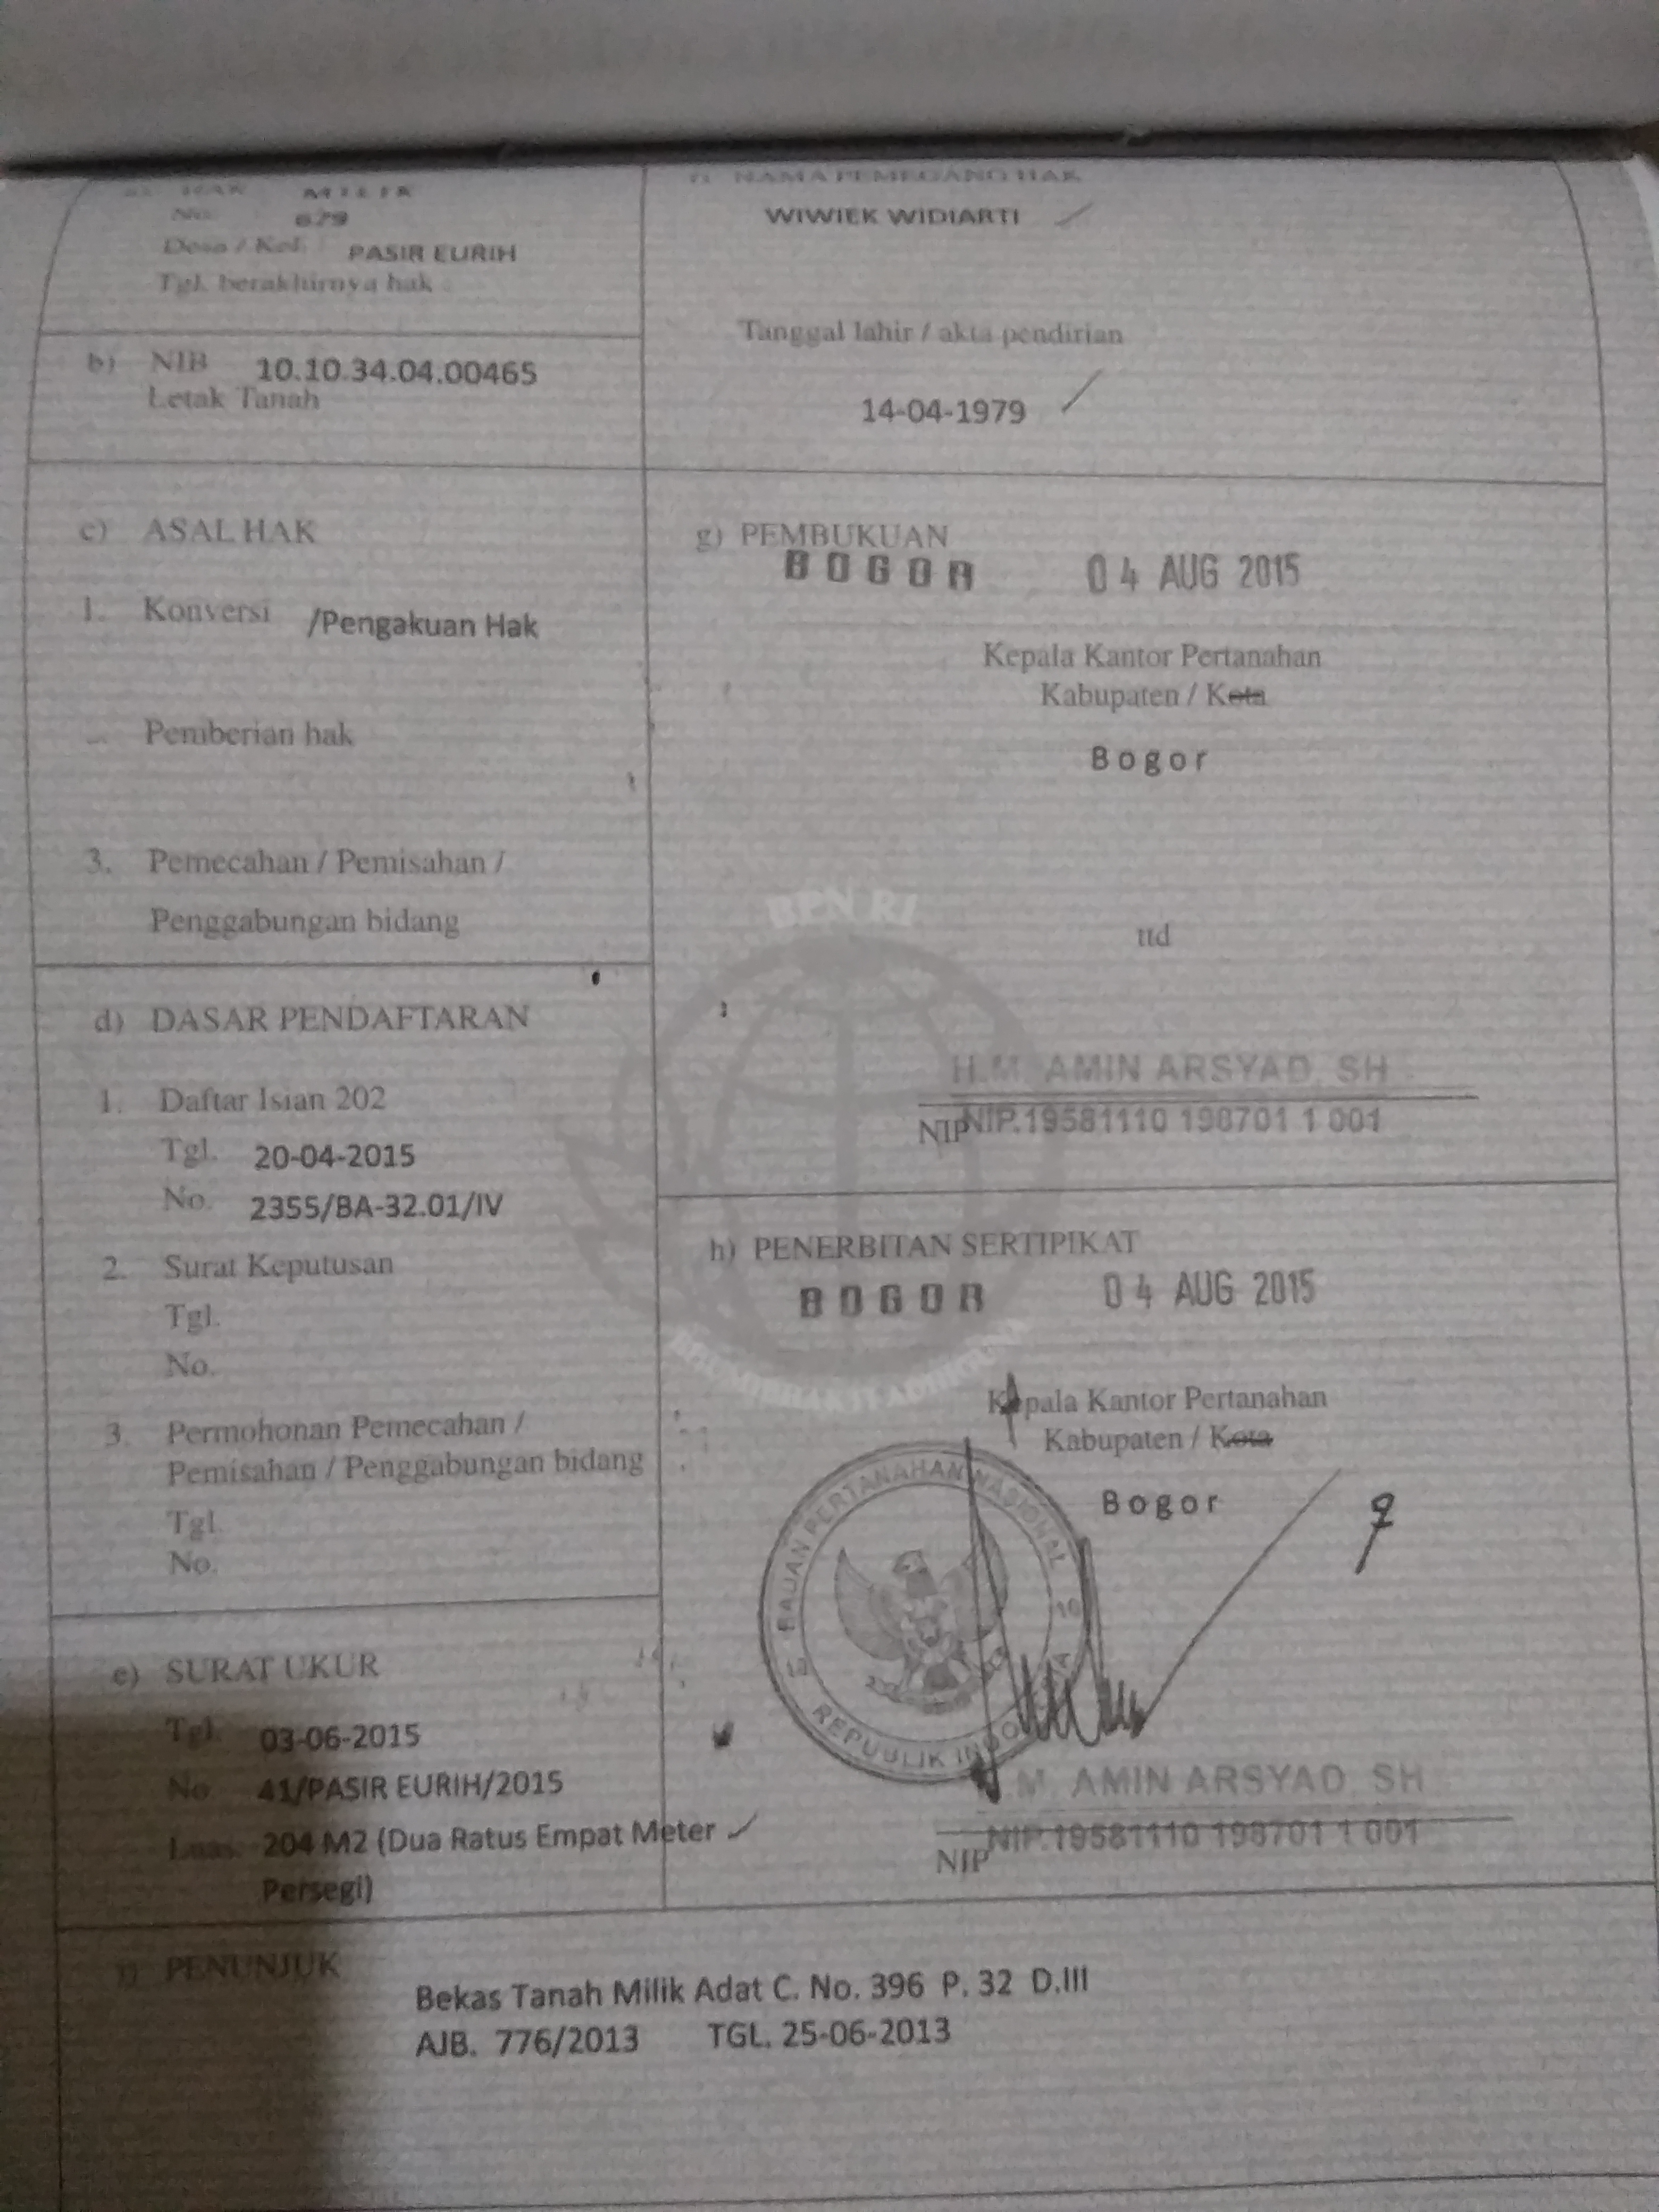 a) HAK MILIK
No. 679
Desa / Kel. PASIR EURIH
Tgl. berakhirnya hak :
b) NIB 10.10.34.04.00465
Letak Tanah
c) ASAL HAK
1. Konversi /Pengakuan Hak
Pemberian hak
3. Pemecahan / Pemisahan /
Penggabungan bidang
d) DASAR PENDAFTARAN
1. Daftar Isian 202
Tgl. 20-04-2015
No. 2355/BA-32.01/IV
2. Surat Keputusan
Tgl.
No.
3. Permohonan Pemecahan /
Pemisahan / Penggabungan bidang
Tgl.
No.
e) SURAT UKUR
Tgl. 03-06-2015
No 41/PASIR EURIH/2015
Luas 204 M2 (Dua Ratus Empat Meter
Persegi)
f) NAMA PEMEGANG HAK
WIWIEK WIDIARTI
Tanggal lahir / akta pendirian
14-04-1979
g) PEMBUKUAN
BOGOR 04 AUG 2015
Kepala Kantor Pertanahan
Kabupaten / Kota
Bogor
BPN RI
ttd
H.M. AMIN ARSYAD, SH
NIP NIP.19581110 198701 1 001
h) PENERBITAN SERTIPIKAT
BOGOR 04 AUG 2015
BHUMIBHAKTI ADHIGUNA
Kepala Kantor Pertanahan
Kabupaten / Kota
Bogor
BADAN PERTANAHAN NASIONAL
REPUBLIK INDONESIA
M. AMIN ARSYAD, SH
NIP NIP.19581110 198701 1 001
i) PENUNJUK
Bekas Tanah Milik Adat C. No. 396 P. 32 D.III
AJB. 776/2013 TGL. 25-06-2013